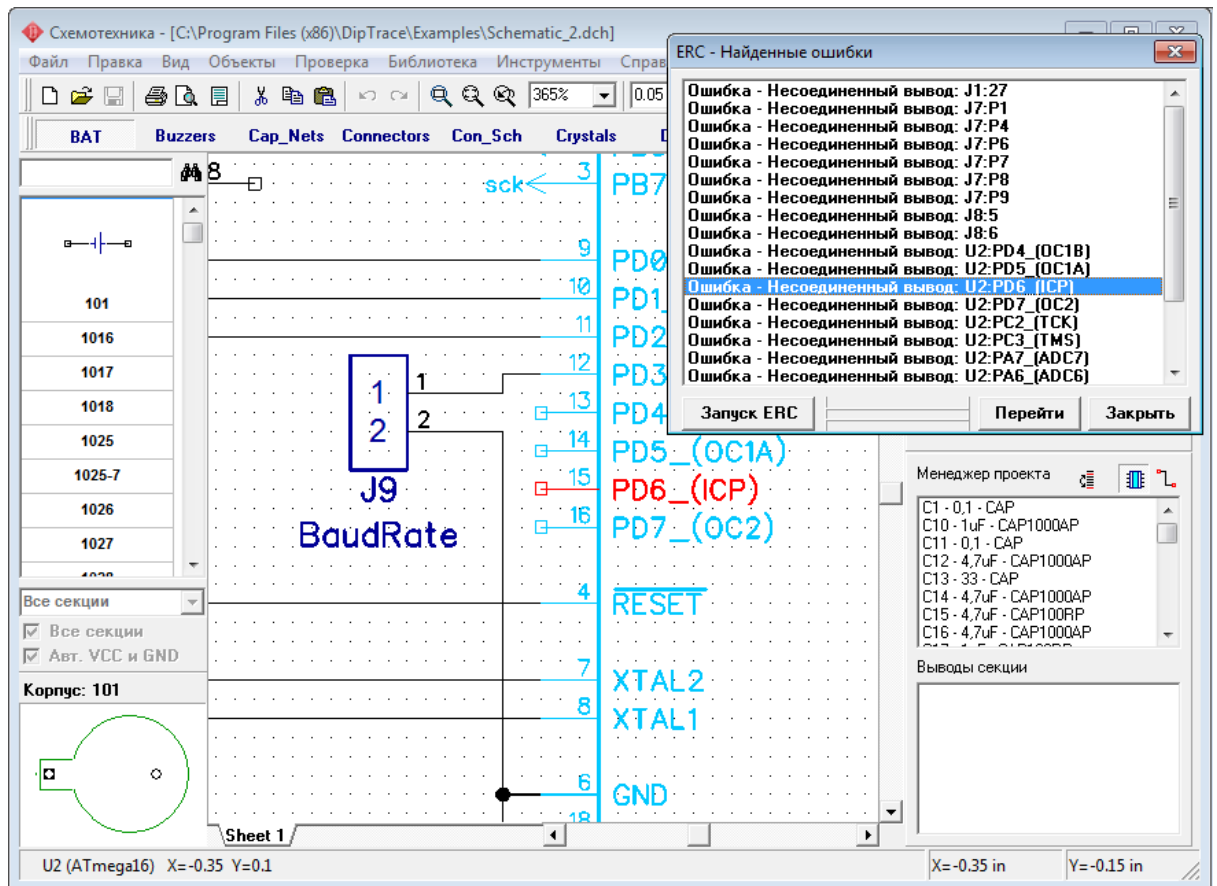 Схемотехника - [C:\Program Files (x86)\DipTrace\Examples\Schematic_2.dch]
Файл Правка Вид Объекты Проверка Библиотека Инструменты Справ
365% 0.05
BAT Buzzers Cap_Nets Connectors Con_Sch Crystals
ERC - Найденные ошибки
Ошибка - Несоединенный вывод: J1:27
Ошибка - Несоединенный вывод: J7:P1
Ошибка - Несоединенный вывод: J7:P4
Ошибка - Несоединенный вывод: J7:P6
Ошибка - Несоединенный вывод: J7:P7
Ошибка - Несоединенный вывод: J7:P8
Ошибка - Несоединенный вывод: J7:P9
Ошибка - Несоединенный вывод: J8:5
Ошибка - Несоединенный вывод: J8:6
Ошибка - Несоединенный вывод: U2:PD4_(OC1B)
Ошибка - Несоединенный вывод: U2:PD5_(OC1A)
Ошибка - Несоединенный вывод: U2:PD6_(ICP)
Ошибка - Несоединенный вывод: U2:PD7_(OC2)
Ошибка - Несоединенный вывод: U2:PC2_(TCK)
Ошибка - Несоединенный вывод: U2:PC3_(TMS)
Ошибка - Несоединенный вывод: U2:PA7_(ADC7)
Ошибка - Несоединенный вывод: U2:PA6_(ADC6)
Запуск ERC Перейти Закрыть
101
1016
1017
1018
1025
1025-7
1026
1027
Все секции
Все секции
Авт. VCC и GND
Корпус: 101
8
sck 3 PB7
9 PD0
10 PD1_
11 PD2
12 PD3
13 PD4
14 PD5_(OC1A)
15 PD6_(ICP)
16 PD7_(OC2)
4 RESET
7 XTAL2
8 XTAL1
6 GND
18
1 1
2 2
J9
BaudRate
Sheet 1
Менеджер проекта
C1 - 0,1 - CAP
C10 - 1uF - CAP1000AP
C11 - 0,1 - CAP
C12 - 4,7uF - CAP1000AP
C13 - 33 - CAP
C14 - 4,7uF - CAP1000AP
C15 - 4,7uF - CAP100RP
C16 - 4,7uF - CAP1000AP
Выводы секции
U2 (ATmega16) X=-0.35 Y=0.1
X=-0.35 in Y=-0.15 in